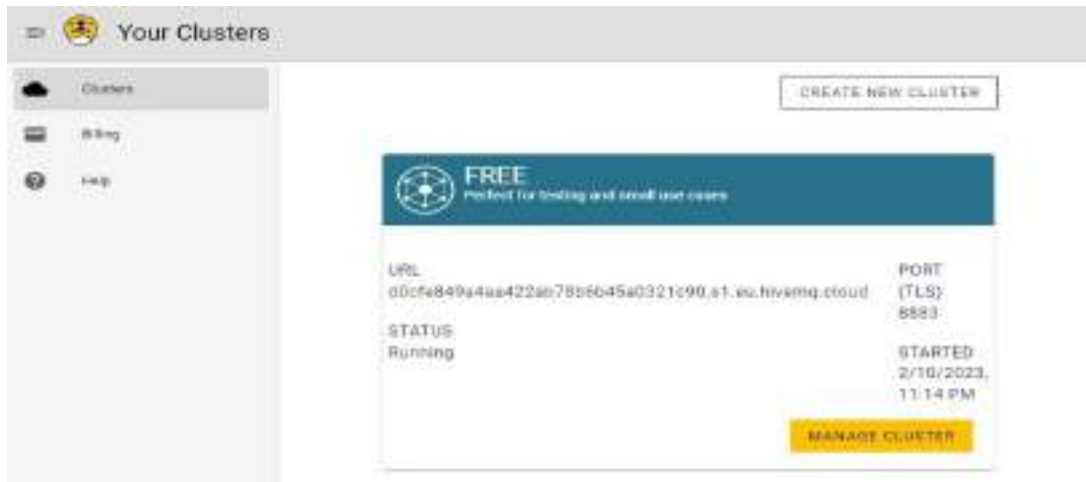 Your Clusters
Clusters
Billing
Help
CREATE NEW CLUSTER
FREE
Perfect for testing and small use cases
URL
PORT
(TLS)
8883
STATUS
Running
STARTED
2/10/2023,
11:14 PM
MANAGE CLUSTER